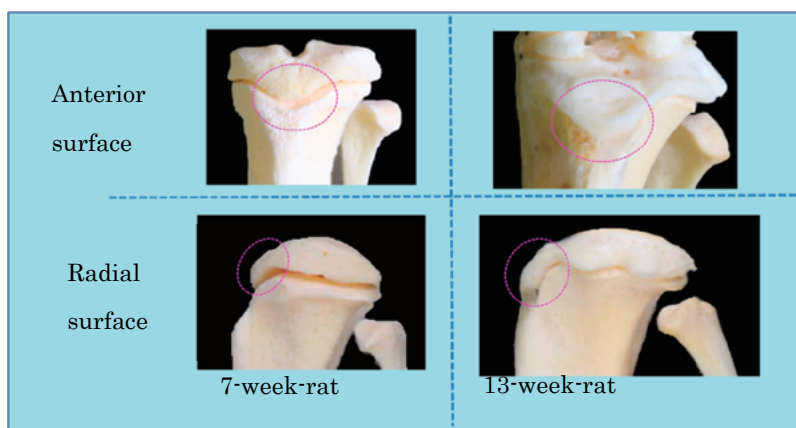 Anterior
surface
Radial
surface
7-week-rat
13-week-rat